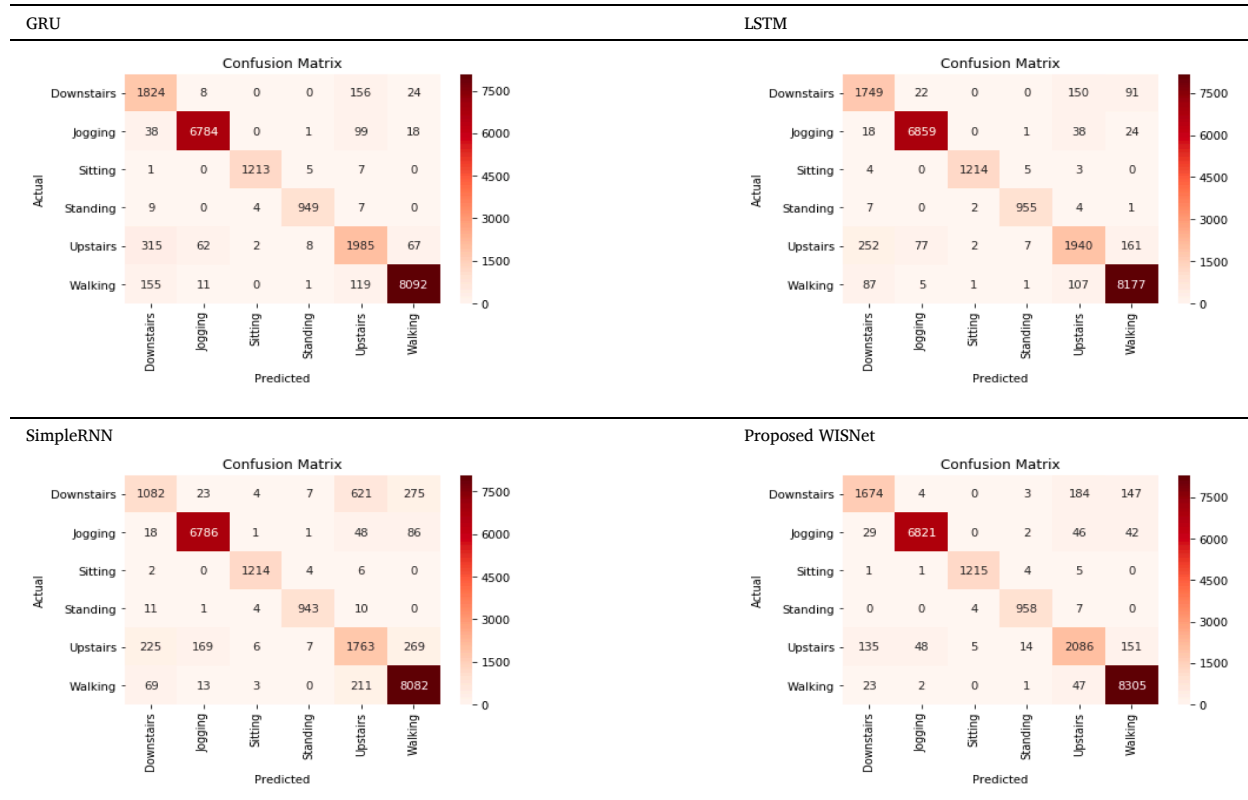 GRU
LSTM
Confusion Matrix
Downstairs 1824 8 0 0 156 24
Jogging 38 6784 0 1 99 18
Sitting 1 0 1213 5 7 0
Standing 9 0 4 949 7 0
Upstairs 315 62 2 8 1985 67
Walking 155 11 0 1 119 8092
Actual
Downstairs Jogging Sitting Standing Upstairs Walking
Predicted
7500
6000
4500
3000
1500
0
Confusion Matrix
Downstairs 1749 22 0 0 150 91
Jogging 18 6859 0 1 38 24
Sitting 4 0 1214 5 3 0
Standing 7 0 2 955 4 1
Upstairs 252 77 2 7 1940 161
Walking 87 5 1 1 107 8177
Actual
Downstairs Jogging Sitting Standing Upstairs Walking
Predicted
7500
6000
4500
3000
1500
0
SimpleRNN
Proposed WISNet
Confusion Matrix
Downstairs 1082 23 4 7 621 275
Jogging 18 6786 1 1 48 86
Sitting 2 0 1214 4 6 0
Standing 11 1 4 943 10 0
Upstairs 225 169 6 7 1763 269
Walking 69 13 3 0 211 8082
Actual
Downstairs Jogging Sitting Standing Upstairs Walking
Predicted
7500
6000
4500
3000
1500
0
Confusion Matrix
Downstairs 1674 4 0 3 184 147
Jogging 29 6821 0 2 46 42
Sitting 1 1 1215 4 5 0
Standing 0 0 4 958 7 0
Upstairs 135 48 5 14 2086 151
Walking 23 2 0 1 47 8305
Actual
Downstairs Jogging Sitting Standing Upstairs Walking
Predicted
7500
6000
4500
3000
1500
0